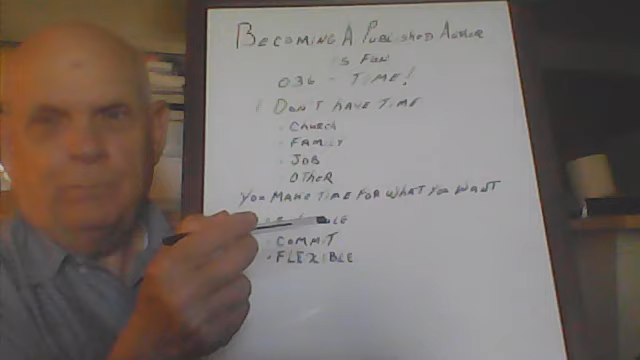 Becoming A Published Author
is Fun
036 - Time!
I Don't Have Time
· Church
· Family
· Job
· Other
You Make Time For What You Want
· Commit
· Flexible